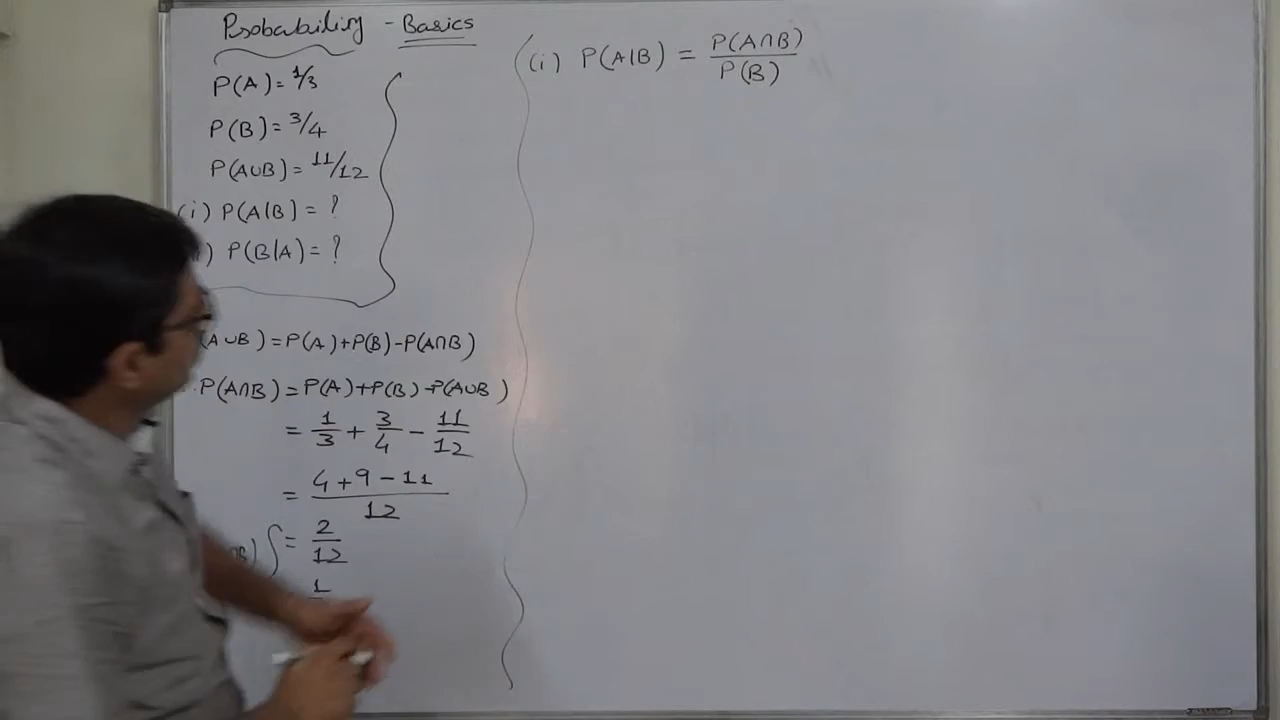 Probability - Basics
P(A) = 1/3
P(B) = 3/4
P(A∪B) = 11/12
(i) P(A|B) = ?
) P(B|A) = ?
(A∪B) = P(A) + P(B) - P(A∩B)
P(A∩B) = P(A) + P(B) - P(A∪B)
= 1/3 + 3/4 - 11/12
= (4 + 9 - 11)/12
= 2/12
1
(i) P(A|B) = P(A∩B)/P(B)